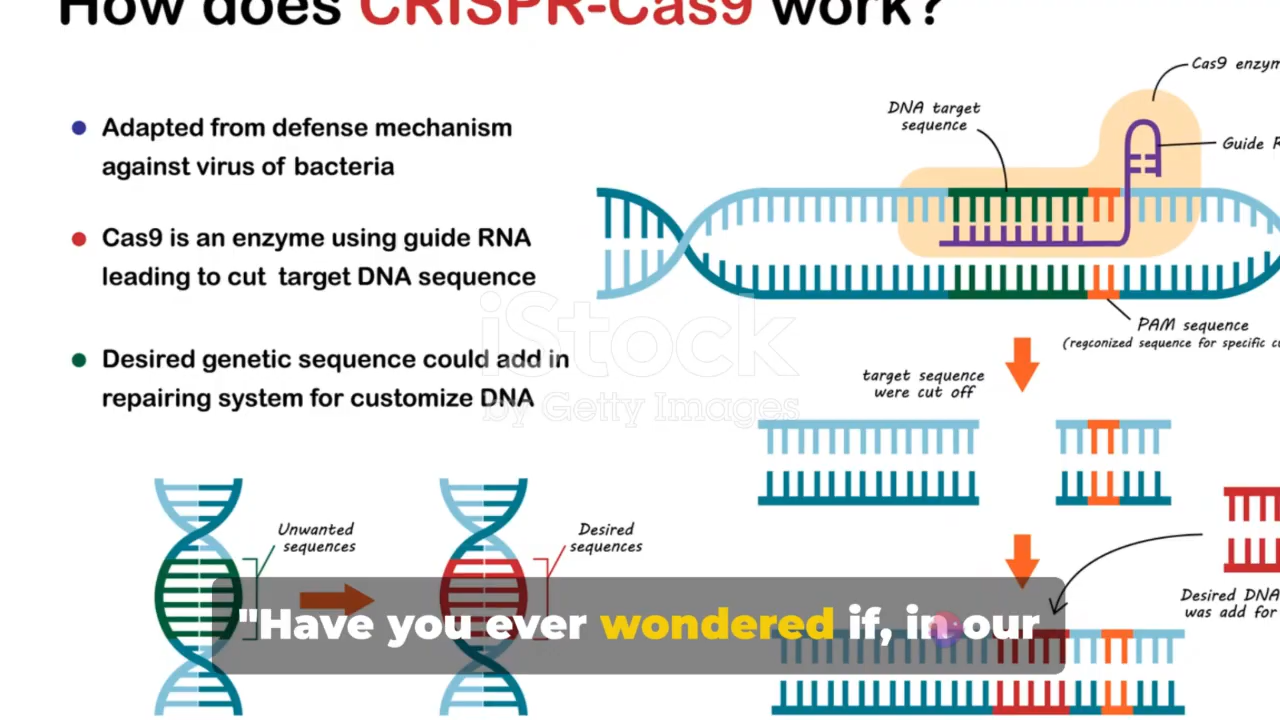 How does CRISPR-Cas9 work?
Adapted from defense mechanism
against virus of bacteria
Cas9 is an enzyme using guide RNA
leading to cut target DNA sequence
Desired genetic sequence could add in
repairing system for customize DNA
Cas9 enzym
DNA target
sequence
Guide R
PAM sequence
(regconized sequence for specific cu
target sequence
were cut off
iStock
by Getty Images
Unwanted
sequences
Desired
sequences
Desired DNA
was add for
"Have you ever wondered if, in our